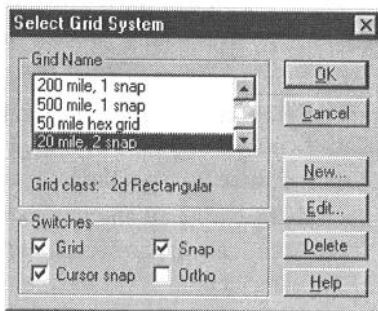 Select Grid System
Grid Name
200 mile, 1 snap
500 mile, 1 snap
50 mile hex grid
20 mile, 2 snap
Grid class: 2d Rectangular
Switches
Grid
Snap
Cursor snap
Ortho
OK
Cancel
New...
Edit...
Delete
Help